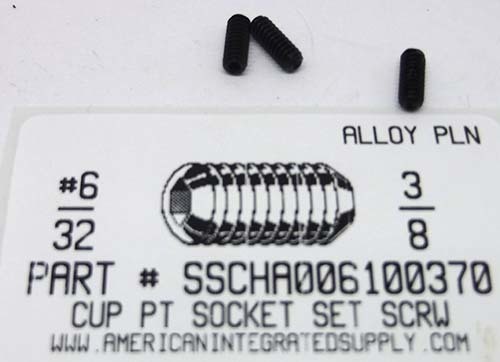 ALLOY PLN
#6
32
3
8
PART # SSCHA006100370
CUP PT SOCKET SET SCRW
WWW.AMERICANINTEGRATEDSUPPLY.COM